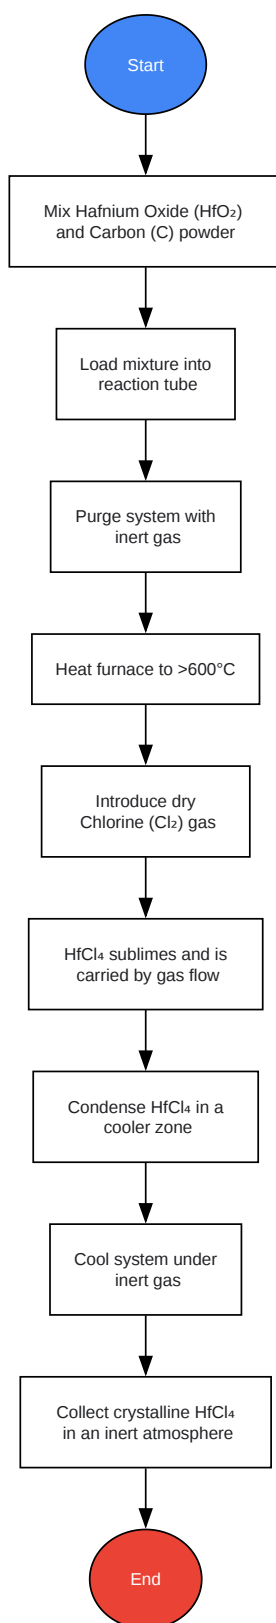 Start
Mix Hafnium Oxide (HfO₂)
and Carbon (C) powder
Load mixture into
reaction tube
Purge system with
inert gas
Heat furnace to >600°C
Introduce dry
Chlorine (Cl₂) gas
HfCl₄ sublimes and is
carried by gas flow
Condense HfCl₄ in a
cooler zone
Cool system under
inert gas
Collect crystalline HfCl₄
in an inert atmosphere
End